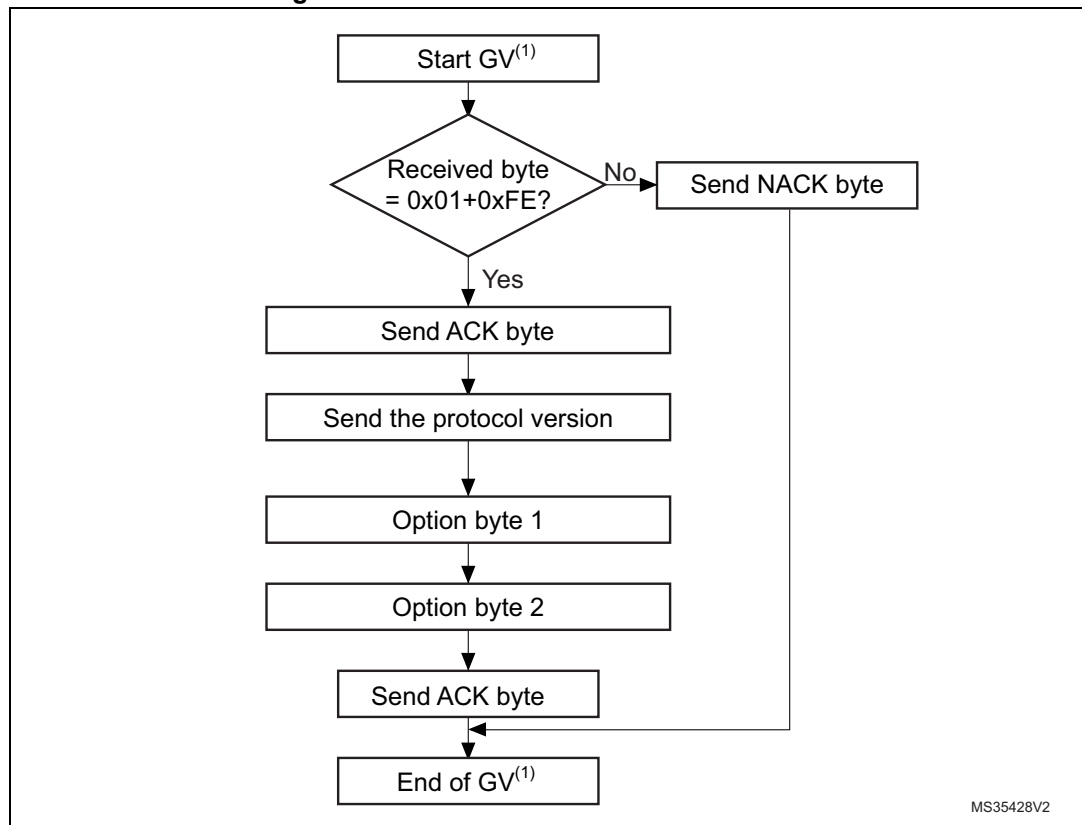 Start GV(1)
Received byte
= 0x01+0xFE?
No
Send NACK byte
Yes
Send ACK byte
Send the protocol version
Option byte 1
Option byte 2
Send ACK byte
End of GV(1)
MS35428V2